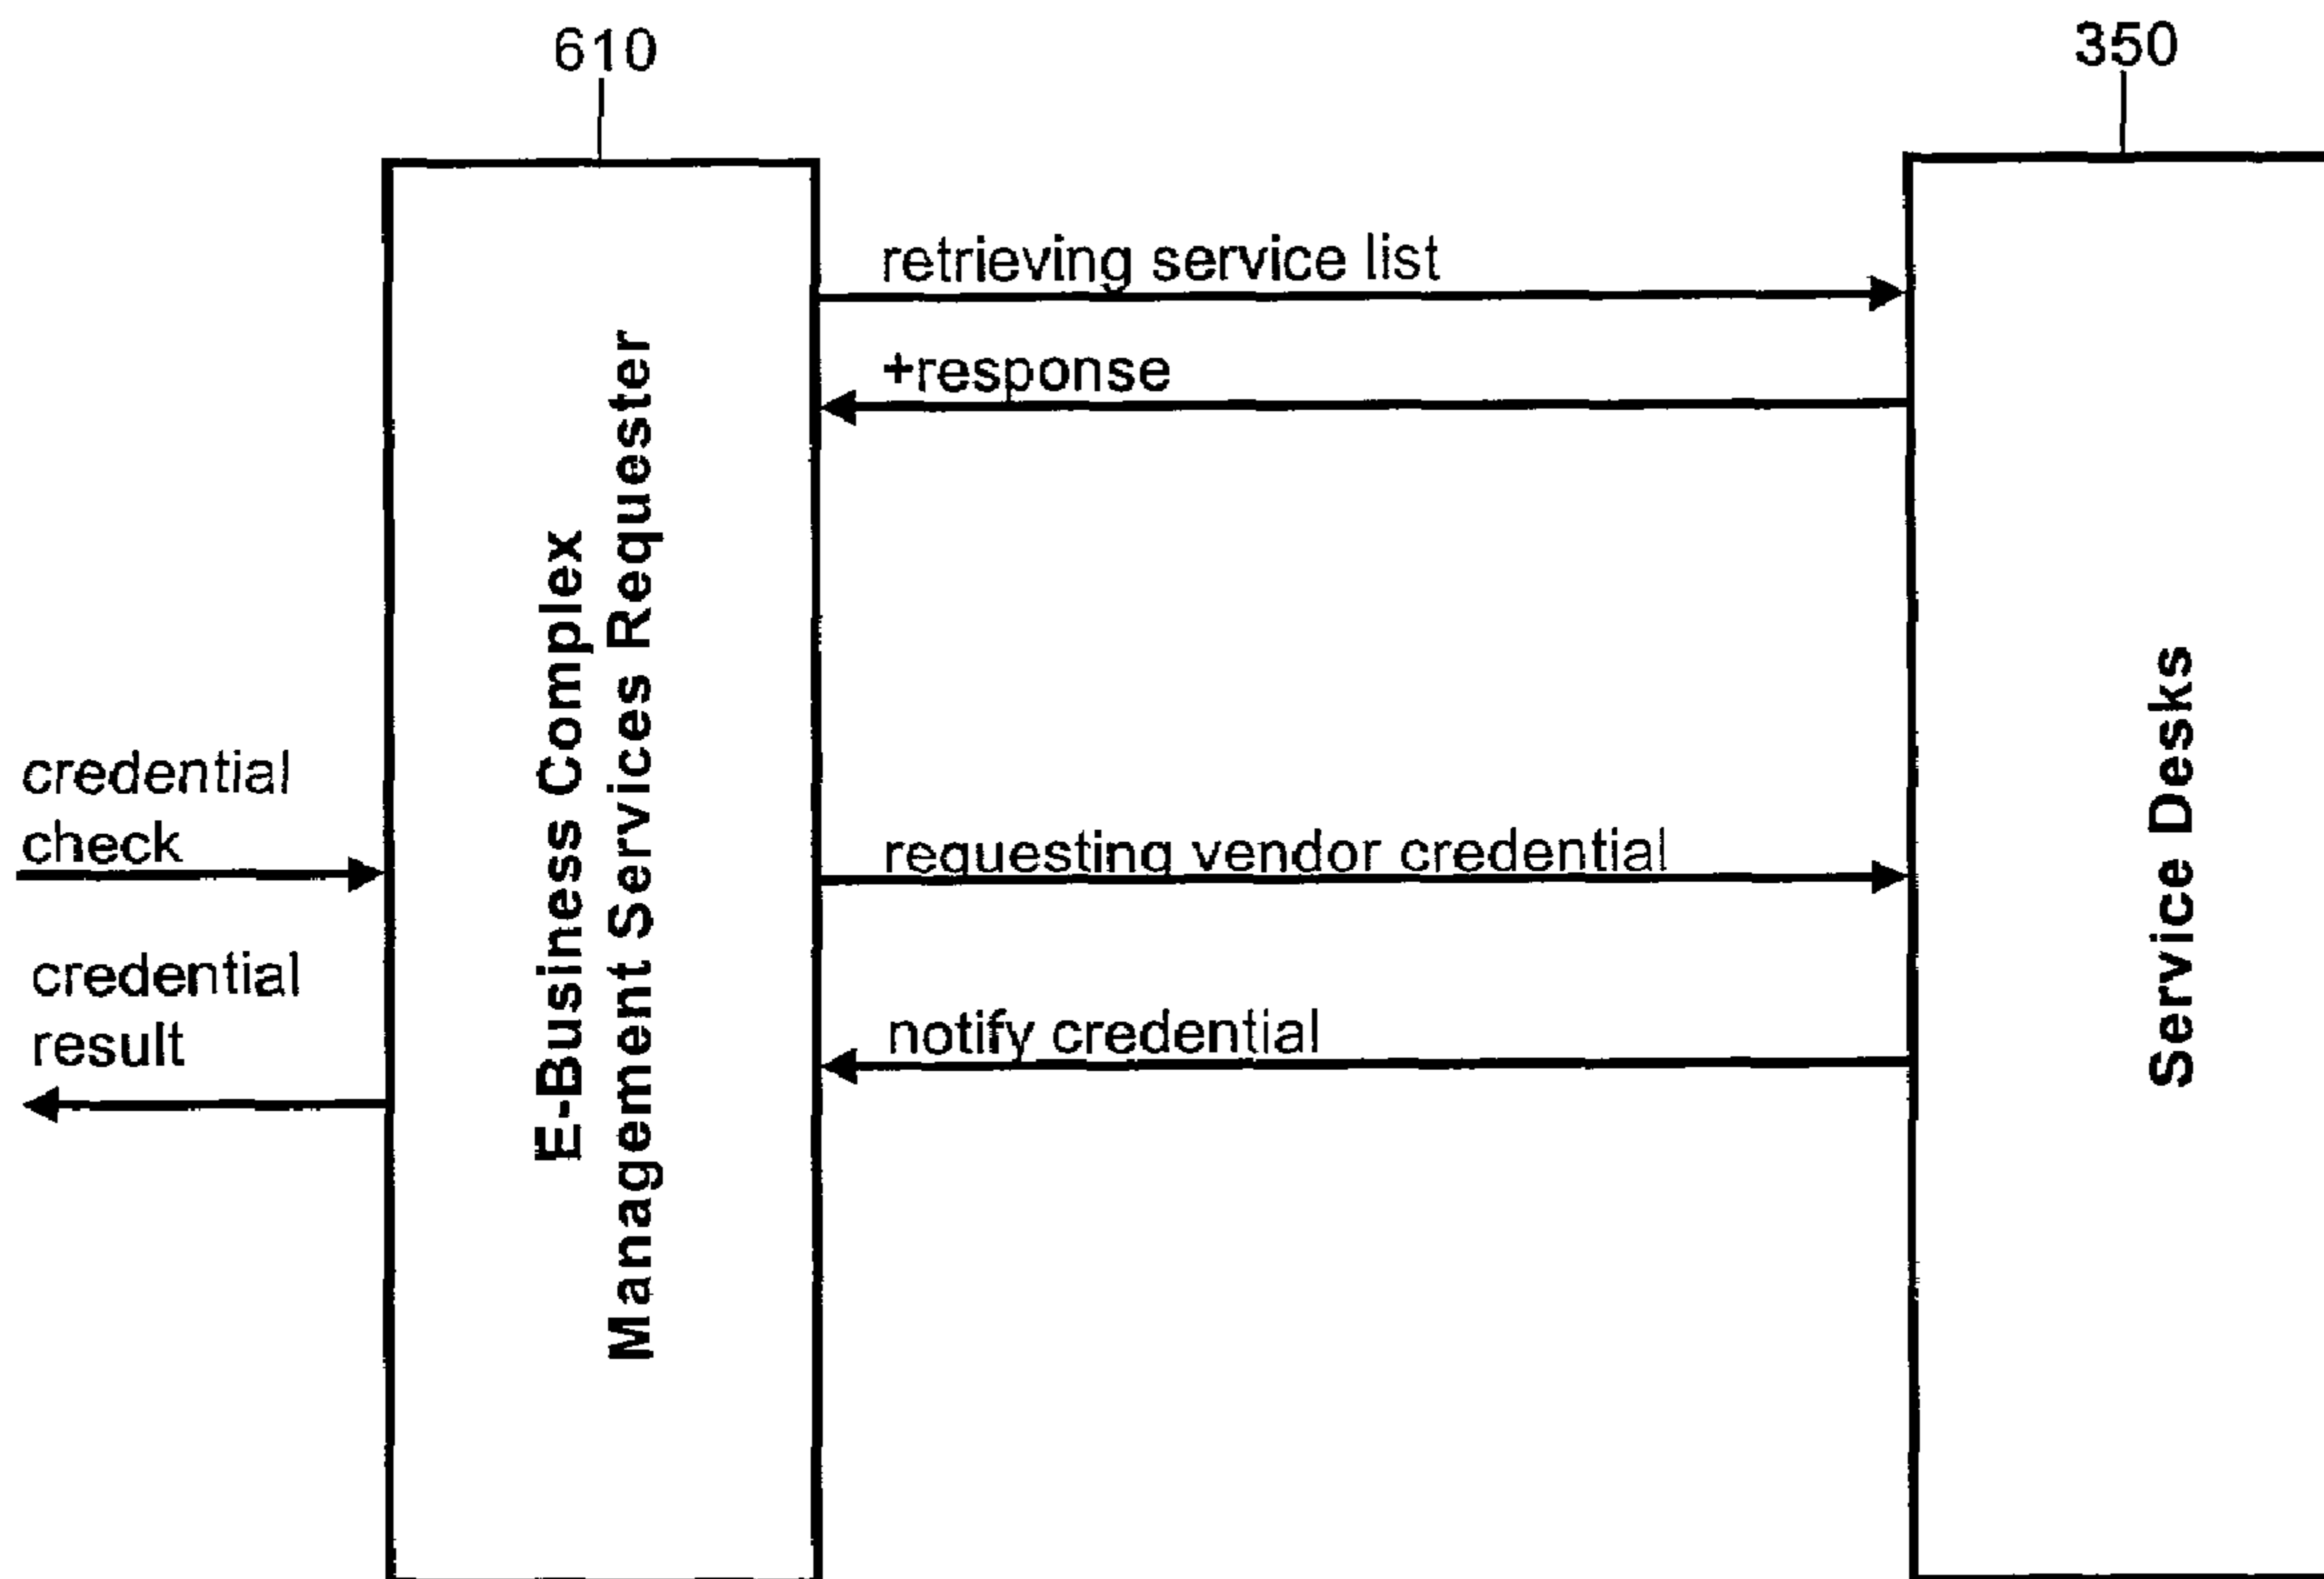 610
350
retrieving service list
+response
E-Business Complex
Management Services Requester
Service Desks
credential
check
requesting vendor credential
credential
result
notify credential